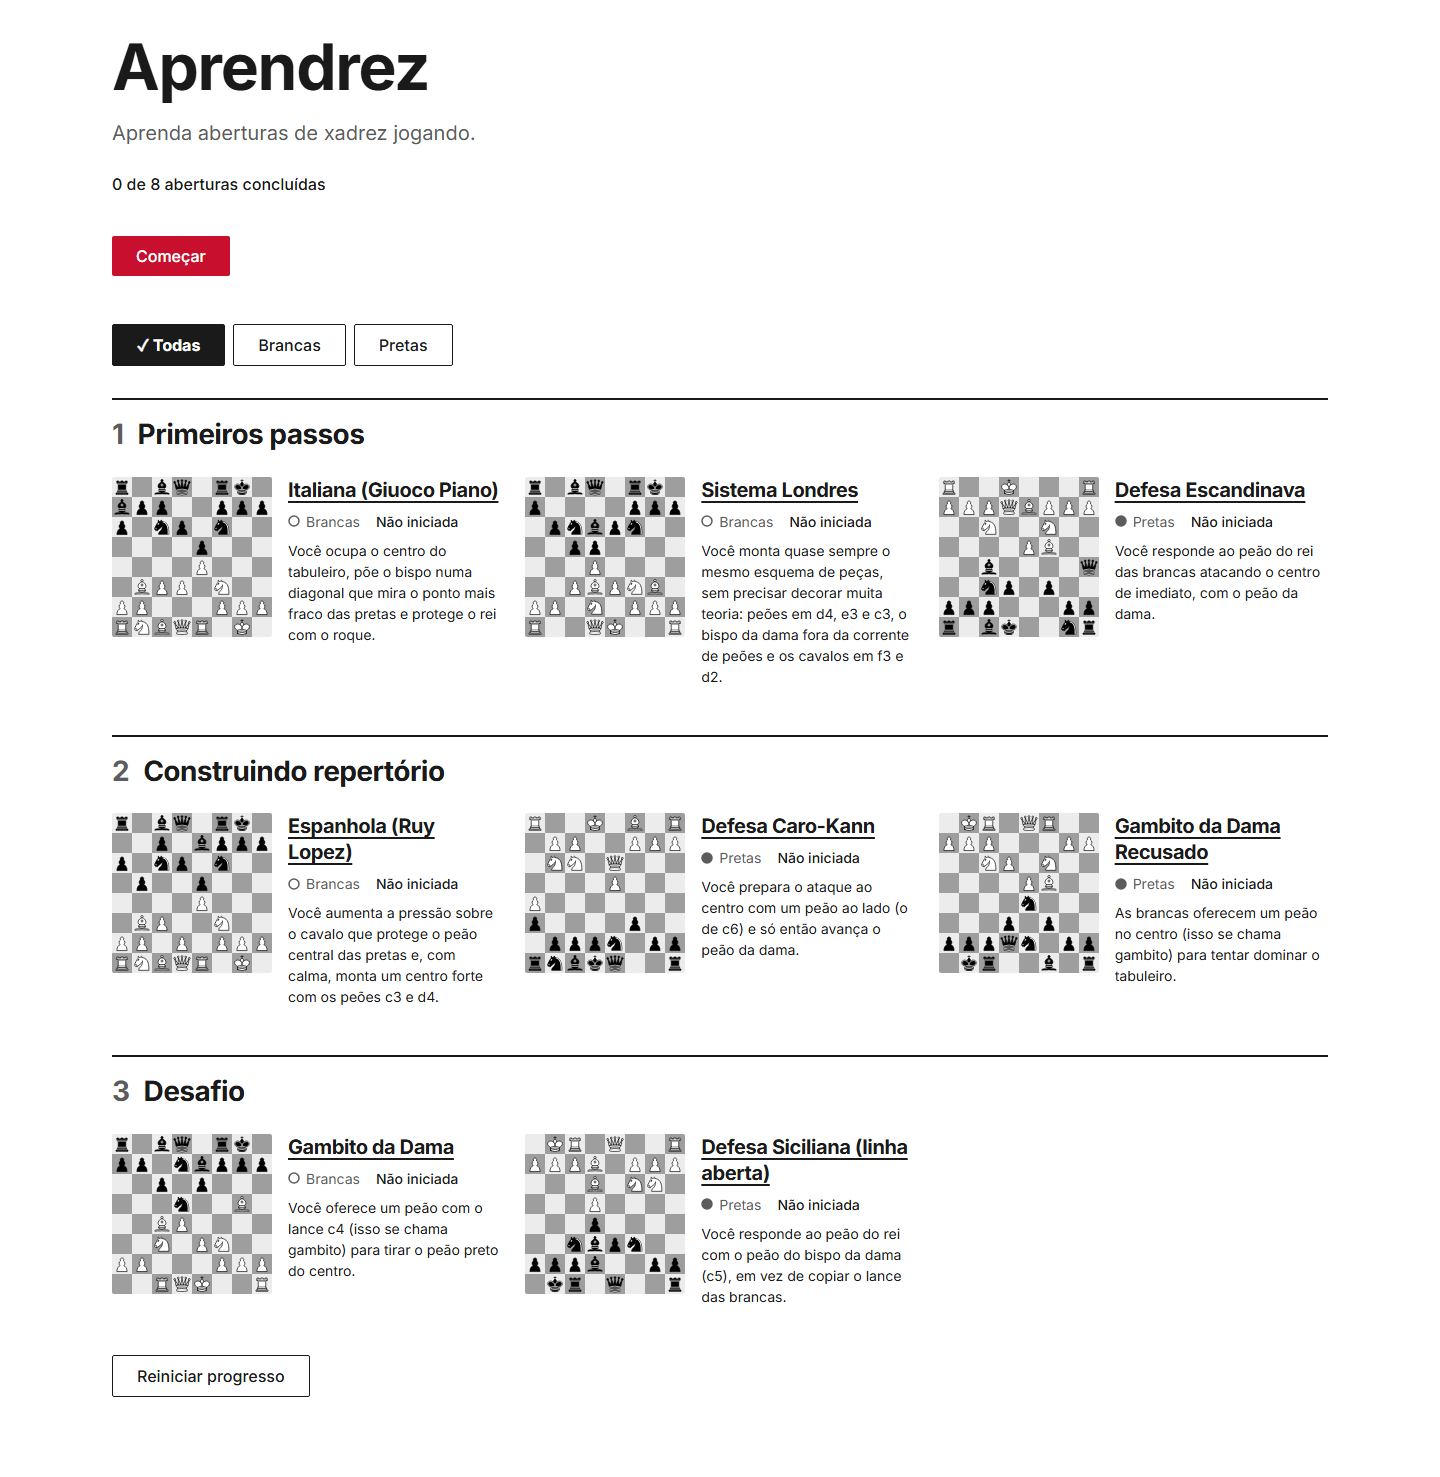 Aprendrez
Aprenda aberturas de xadrez jogando.
0 de 8 aberturas concluídas
Começar
✓ Todas
Brancas
Pretas
1 Primeiros passos
Italiana (Giuoco Piano)
Brancas Não iniciada
Você ocupa o centro do
tabuleiro, põe o bispo numa
diagonal que mira o ponto mais
fraco das pretas e protege o rei
com o roque.
Sistema Londres
Brancas Não iniciada
Você monta quase sempre o
mesmo esquema de peças,
sem precisar decorar muita
teoria: peões em d4, e3 e c3, o
bispo da dama fora da corrente
de peões e os cavalos em f3 e
d2.
Defesa Escandinava
Pretas Não iniciada
Você responde ao peão do rei
das brancas atacando o centro
de imediato, com o peão da
dama.
2 Construindo repertório
Espanhola (Ruy
Lopez)
Brancas Não iniciada
Você aumenta a pressão sobre
o cavalo que protege o peão
central das pretas e, com
calma, monta um centro forte
com os peões c3 e d4.
Defesa Caro-Kann
Pretas Não iniciada
Você prepara o ataque ao
centro com um peão ao lado (o
de c6) e só então avança o
peão da dama.
Gambito da Dama
Recusado
Pretas Não iniciada
As brancas oferecem um peão
no centro (isso se chama
gambito) para tentar dominar o
tabuleiro.
3 Desafio
Gambito da Dama
Brancas Não iniciada
Você oferece um peão com o
lance c4 (isso se chama
gambito) para tirar o peão preto
do centro.
Defesa Siciliana (linha
aberta)
Pretas Não iniciada
Você responde ao peão do rei
com o peão do bispo da dama
(c5), em vez de copiar o lance
das brancas.
Reiniciar progresso